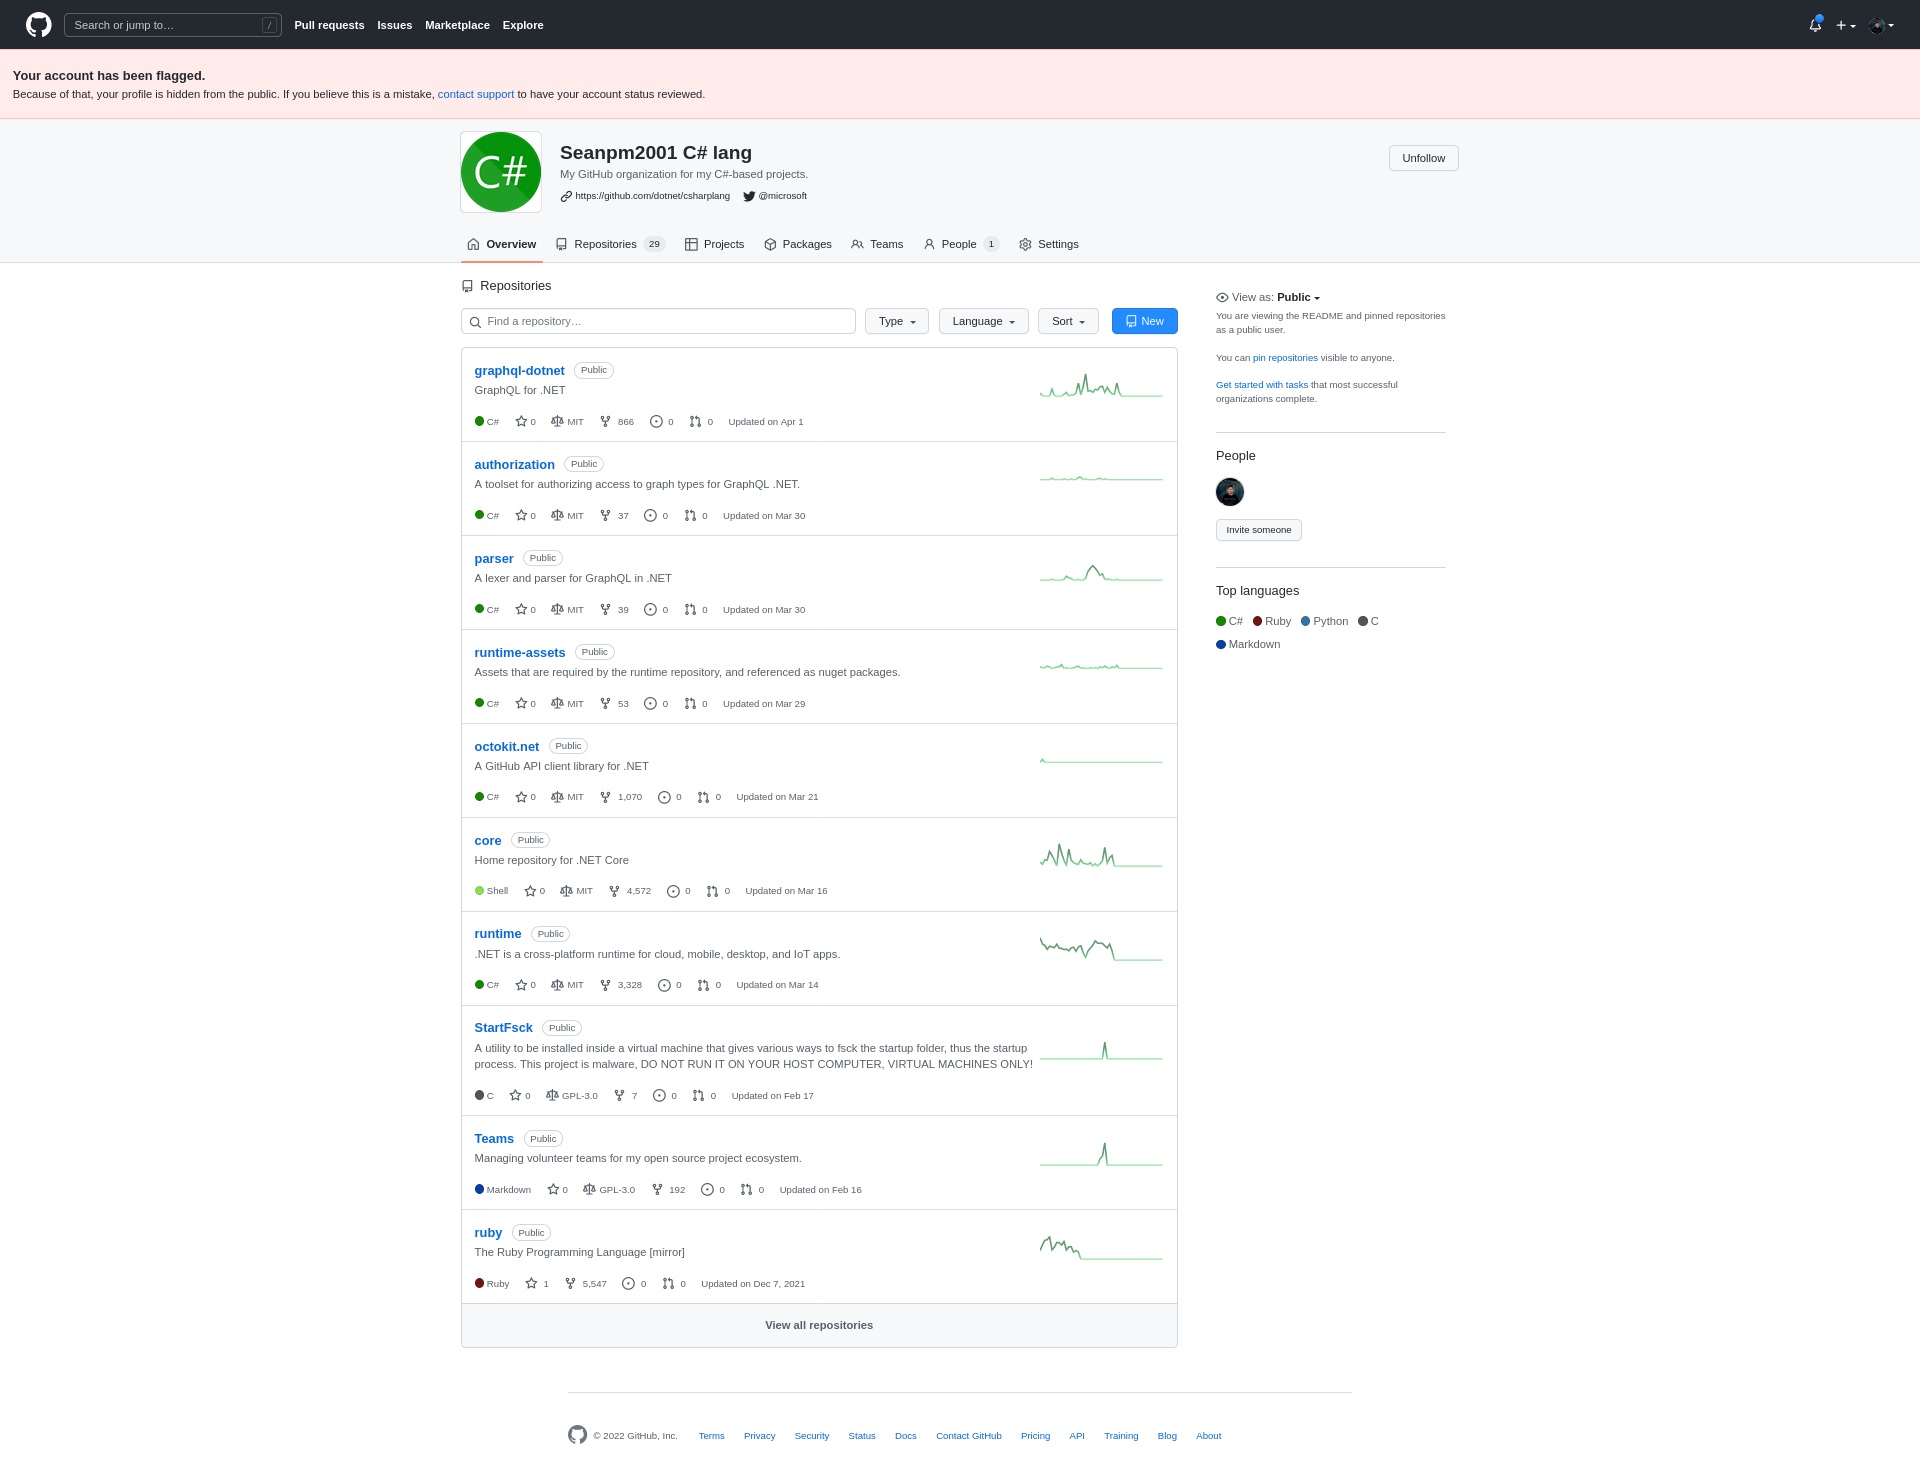 Search or jump to…
/
Pull requests Issues Marketplace Explore
Your account has been flagged.
Because of that, your profile is hidden from the public. If you believe this is a mistake, contact support to have your account status reviewed.
C#
Seanpm2001 C# lang
My GitHub organization for my C#-based projects.
https://github.com/dotnet/csharplang @microsoft
Unfollow
Overview Repositories 29 Projects Packages Teams People 1 Settings
Repositories
Find a repository… Type Language Sort New
graphql-dotnet Public
GraphQL for .NET
C# 0 MIT 866 0 0 Updated on Apr 1
authorization Public
A toolset for authorizing access to graph types for GraphQL .NET.
C# 0 MIT 37 0 0 Updated on Mar 30
parser Public
A lexer and parser for GraphQL in .NET
C# 0 MIT 39 0 0 Updated on Mar 30
runtime-assets Public
Assets that are required by the runtime repository, and referenced as nuget packages.
C# 0 MIT 53 0 0 Updated on Mar 29
octokit.net Public
A GitHub API client library for .NET
C# 0 MIT 1,070 0 0 Updated on Mar 21
core Public
Home repository for .NET Core
Shell 0 MIT 4,572 0 0 Updated on Mar 16
runtime Public
.NET is a cross-platform runtime for cloud, mobile, desktop, and IoT apps.
C# 0 MIT 3,328 0 0 Updated on Mar 14
StartFsck Public
A utility to be installed inside a virtual machine that gives various ways to fsck the startup folder, thus the startup
process. This project is malware, DO NOT RUN IT ON YOUR HOST COMPUTER, VIRTUAL MACHINES ONLY!
C 0 GPL-3.0 7 0 0 Updated on Feb 17
Teams Public
Managing volunteer teams for my open source project ecosystem.
Markdown 0 GPL-3.0 192 0 0 Updated on Feb 16
ruby Public
The Ruby Programming Language [mirror]
Ruby 1 5,547 0 0 Updated on Dec 7, 2021
View all repositories
View as: Public
You are viewing the README and pinned repositories
as a public user.
You can pin repositories visible to anyone.
Get started with tasks that most successful
organizations complete.
People
Invite someone
Top languages
C# Ruby Python C
Markdown
© 2022 GitHub, Inc. Terms Privacy Security Status Docs Contact GitHub Pricing API Training Blog About